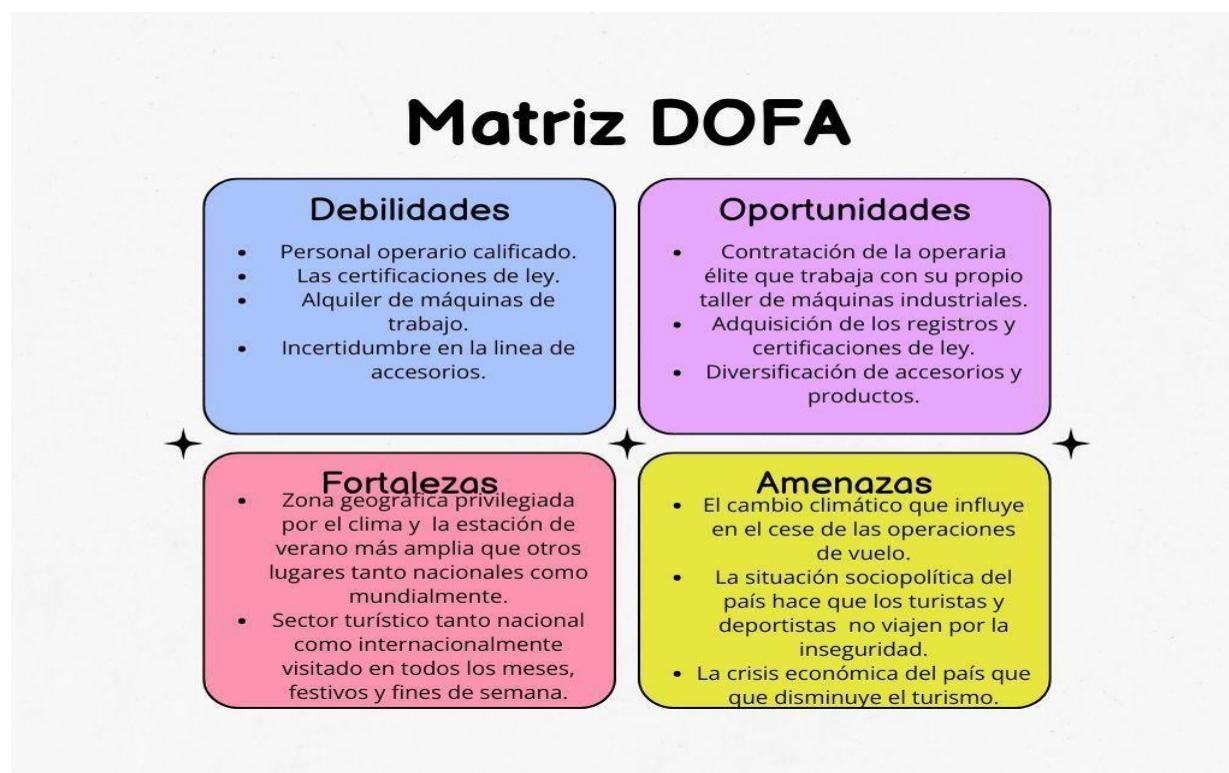 Matriz DOFA
Debilidades
• Personal operario calificado.
• Las certificaciones de ley.
• Alquiler de máquinas de
trabajo.
• Incertidumbre en la linea de
accesorios.
Oportunidades
• Contratación de la operaria
élite que trabaja con su propio
taller de máquinas industriales.
• Adquisición de los registros y
certificaciones de ley.
• Diversificación de accesorios y
productos.
Fortalezas
• Zona geográfica privilegiada
por el clima y la estación de
verano más amplia que otros
lugares tanto nacionales como
mundialmente.
• Sector turístico tanto nacional
como internacionalmente
visitado en todos los meses,
festivos y fines de semana.
Amenazas
• El cambio climático que influye
en el cese de las operaciones
de vuelo.
• La situación sociopolítica del
país hace que los turistas y
deportistas no viajen por la
inseguridad.
• La crisis económica del país que
que disminuye el turismo.